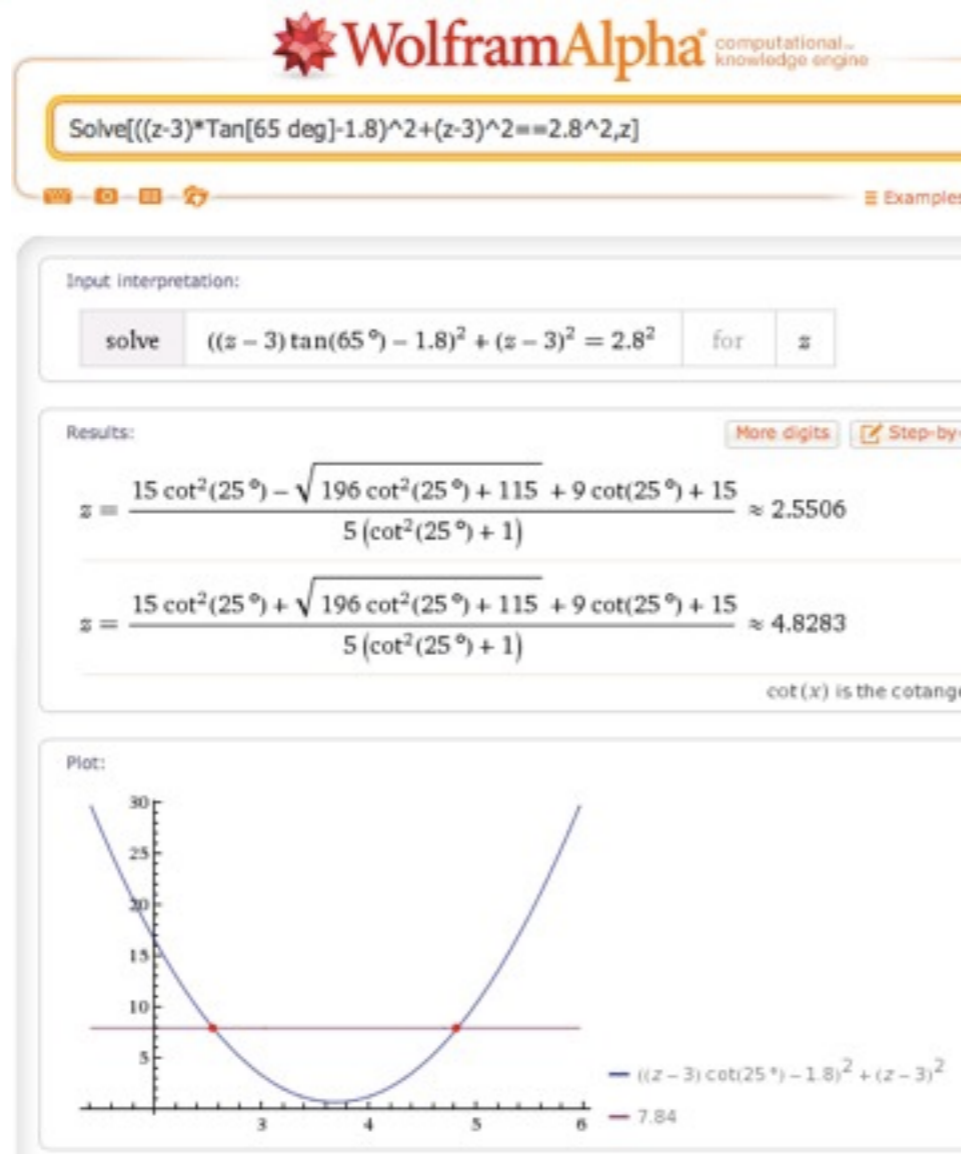 WolframAlpha computational knowledge engine
Solve[((z-3)*Tan[65 deg]-1.8)^2+(z-3)^2==2.8^2,z]
Examples
Input interpretation:
solve ((z − 3) tan(65 °) − 1.8)² + (z − 3)² = 2.8² for z
Results: More digits Step-by-
z = (15 cot²(25 °) − √(196 cot²(25 °) + 115) + 9 cot(25 °) + 15) / (5 (cot²(25 °) + 1)) ≈ 2.5506
z = (15 cot²(25 °) + √(196 cot²(25 °) + 115) + 9 cot(25 °) + 15) / (5 (cot²(25 °) + 1)) ≈ 4.8283
cot(x) is the cotange
Plot:
30
25
20
15
10
5
3 4 5 6
((z − 3) cot(25 °) − 1.8)² + (z − 3)²
7.84